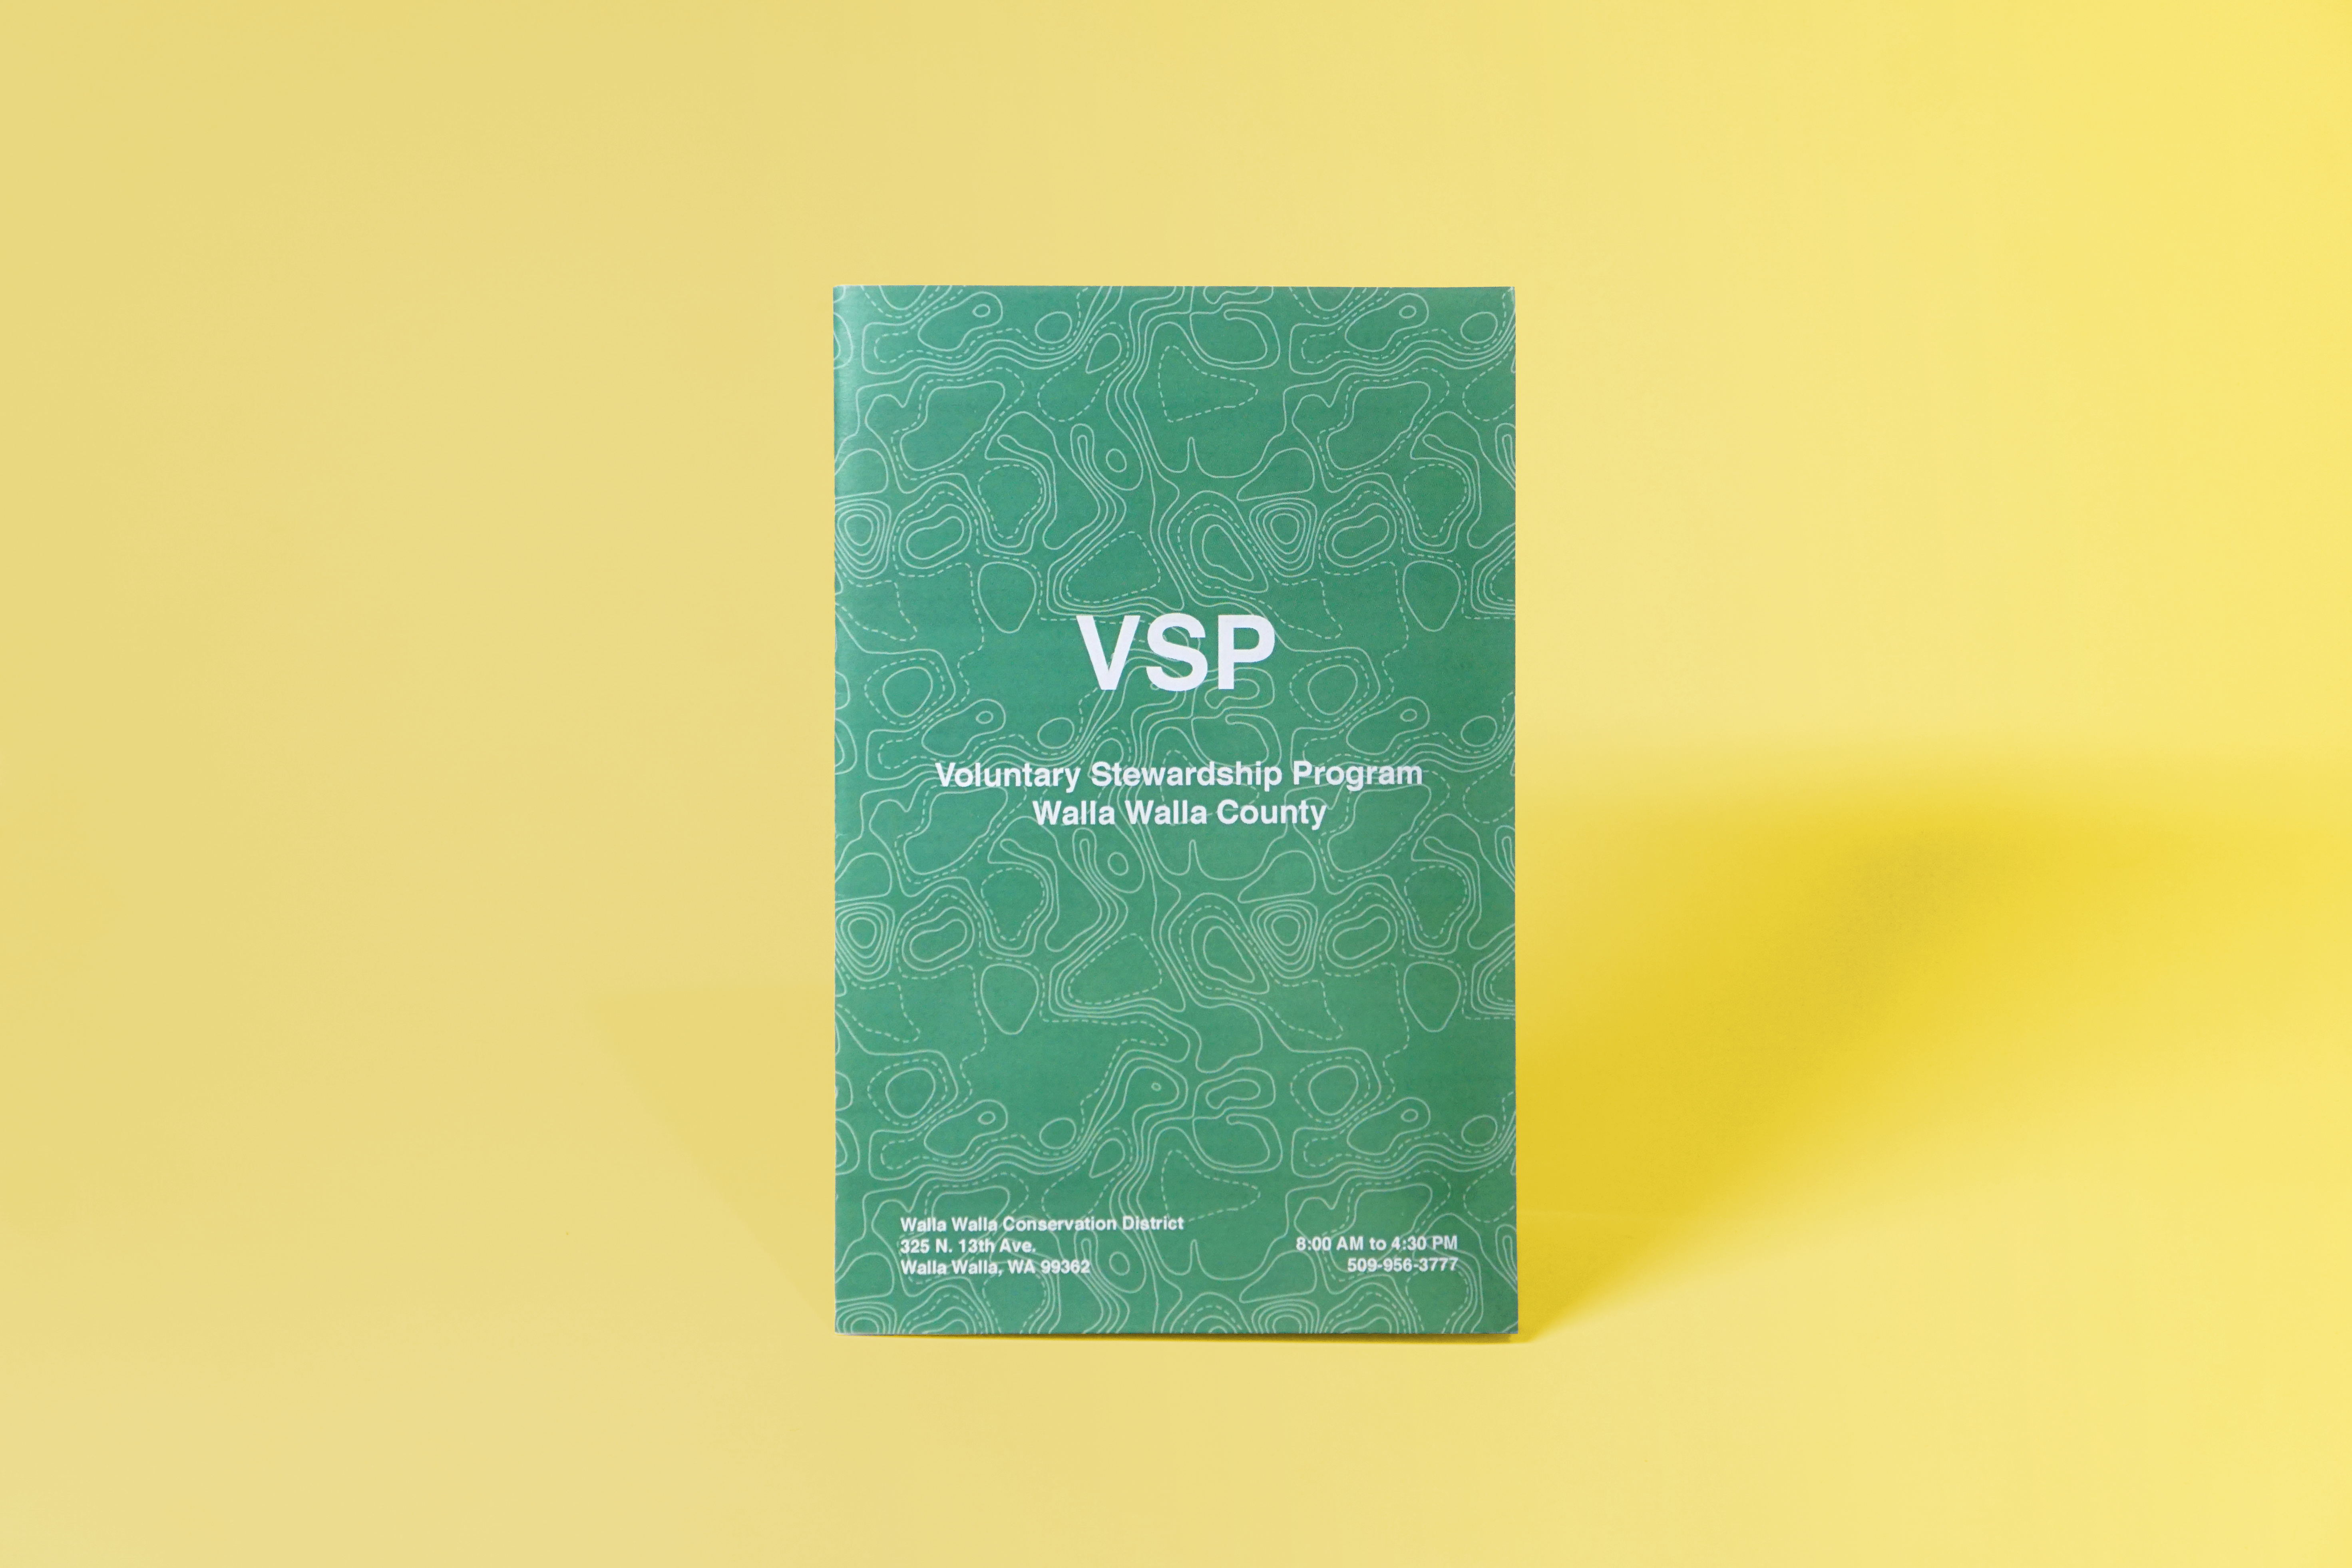 VSP
Voluntary Stewardship Program
Walla Walla County
Walla Walla Conservation District
325 N. 13th Ave.
Walla Walla, WA 99362
8:00 AM to 4:30 PM
509-956-3777